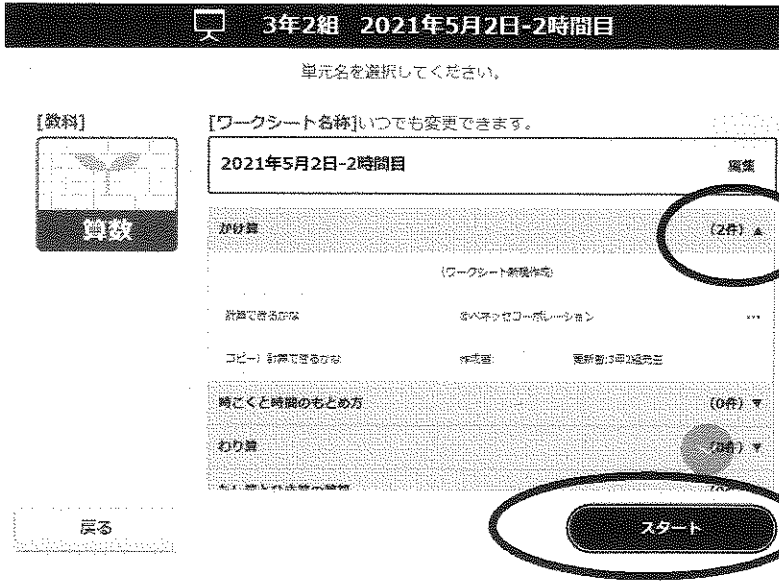 3年2組 2021年5月2日-2時間目
単元名を選択してください。
[教科]
算数
[ワークシート名称]いつでも変更できます。
2021年5月2日-2時間目 編集
かけ算 (2件) ▲
(ワークシート新規作成)
計算できるかな ©ベネッセコーポレーション ...
コピー) 計算できるかな 作成者: 更新者:3年2組先生
時こくと時間のもとめ方 (0件) ▼
わり算 (0件) ▼
戻る
スタート